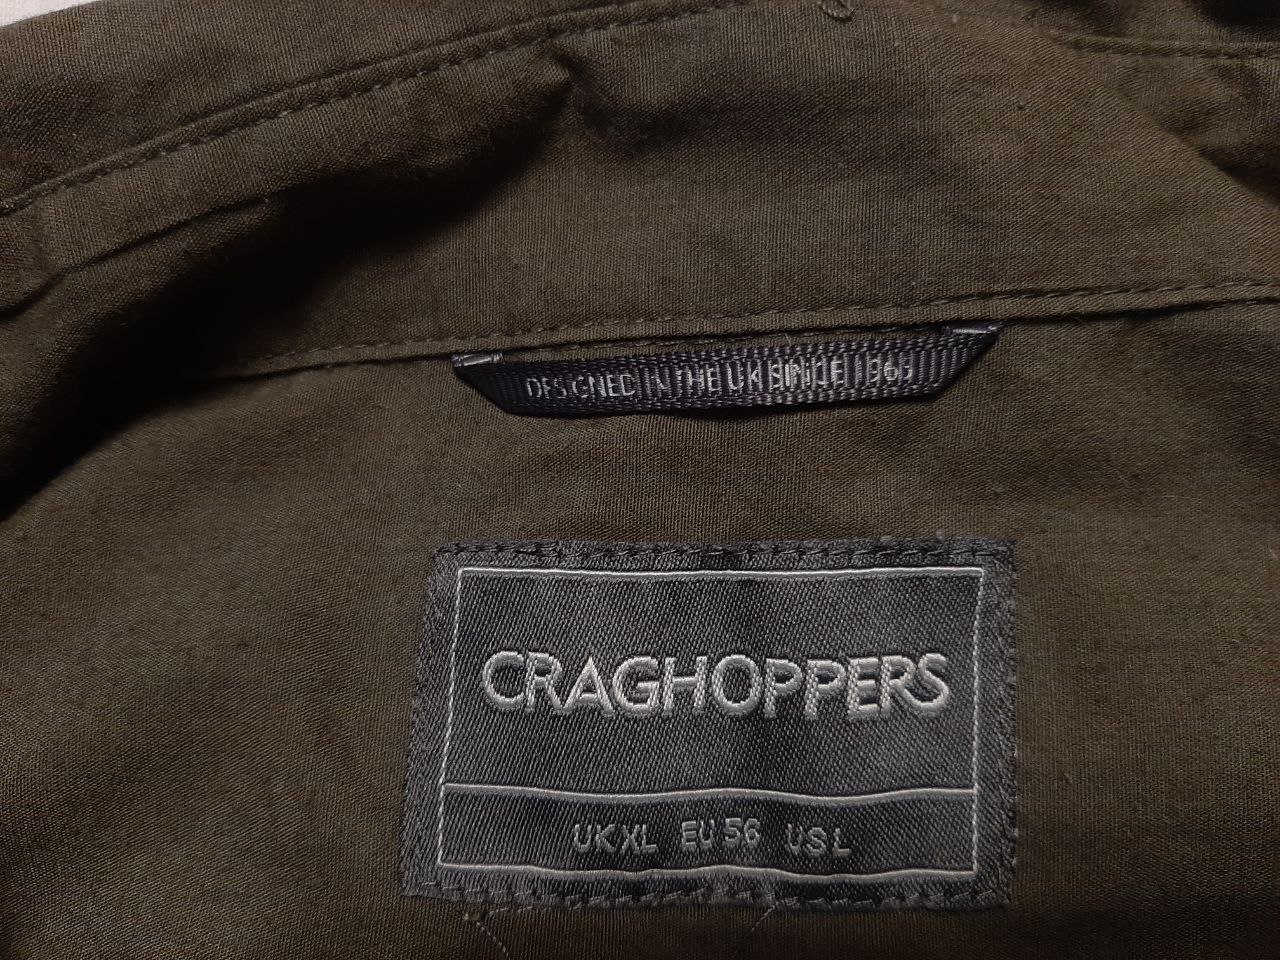 DESIGNED IN THE UK SINCE 1965
CRAGHOPPERS
UK XL EU 56 US L